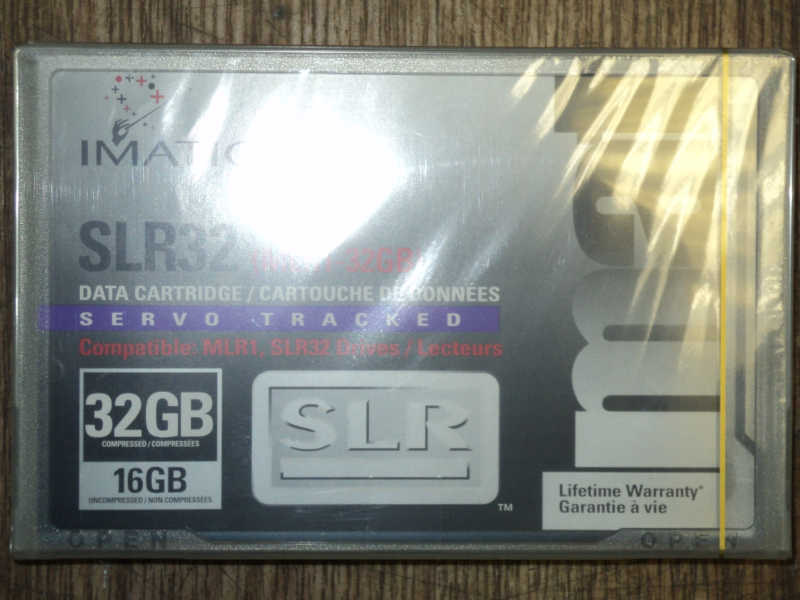 IMATIO
SLR32 32GB
DATA CARTRIDGE / CARTOUCHE DE DONNÉES
SERVO TRACKED
Compatible: MLR1, SLR32 Drives / Lecteurs
32GB
COMPRESSED / COMPRESSÉES
16GB
UNCOMPRESSED / NON COMPRESSÉES
SLR
TM
Lifetime Warranty*
Garantie à vie
OPEN
OPEN